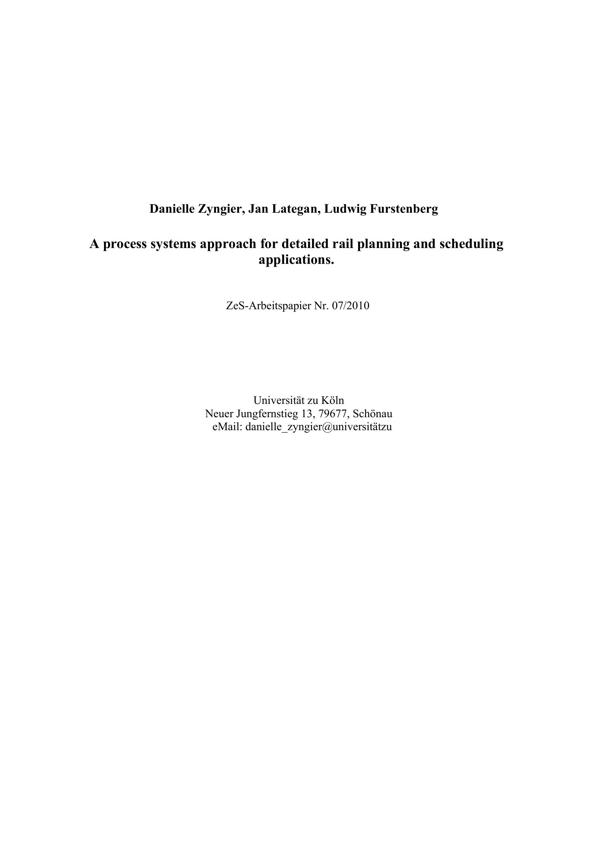 Danielle Zyngier, Jan Lategan, Ludwig Furstenberg
A process systems approach for detailed rail planning and scheduling
applications.
ZeS-Arbeitspapier Nr. 07/2010
Universität zu Köln
Neuer Jungfernstieg 13, 79677, Schönau
eMail: danielle_zyngier@universitätzu